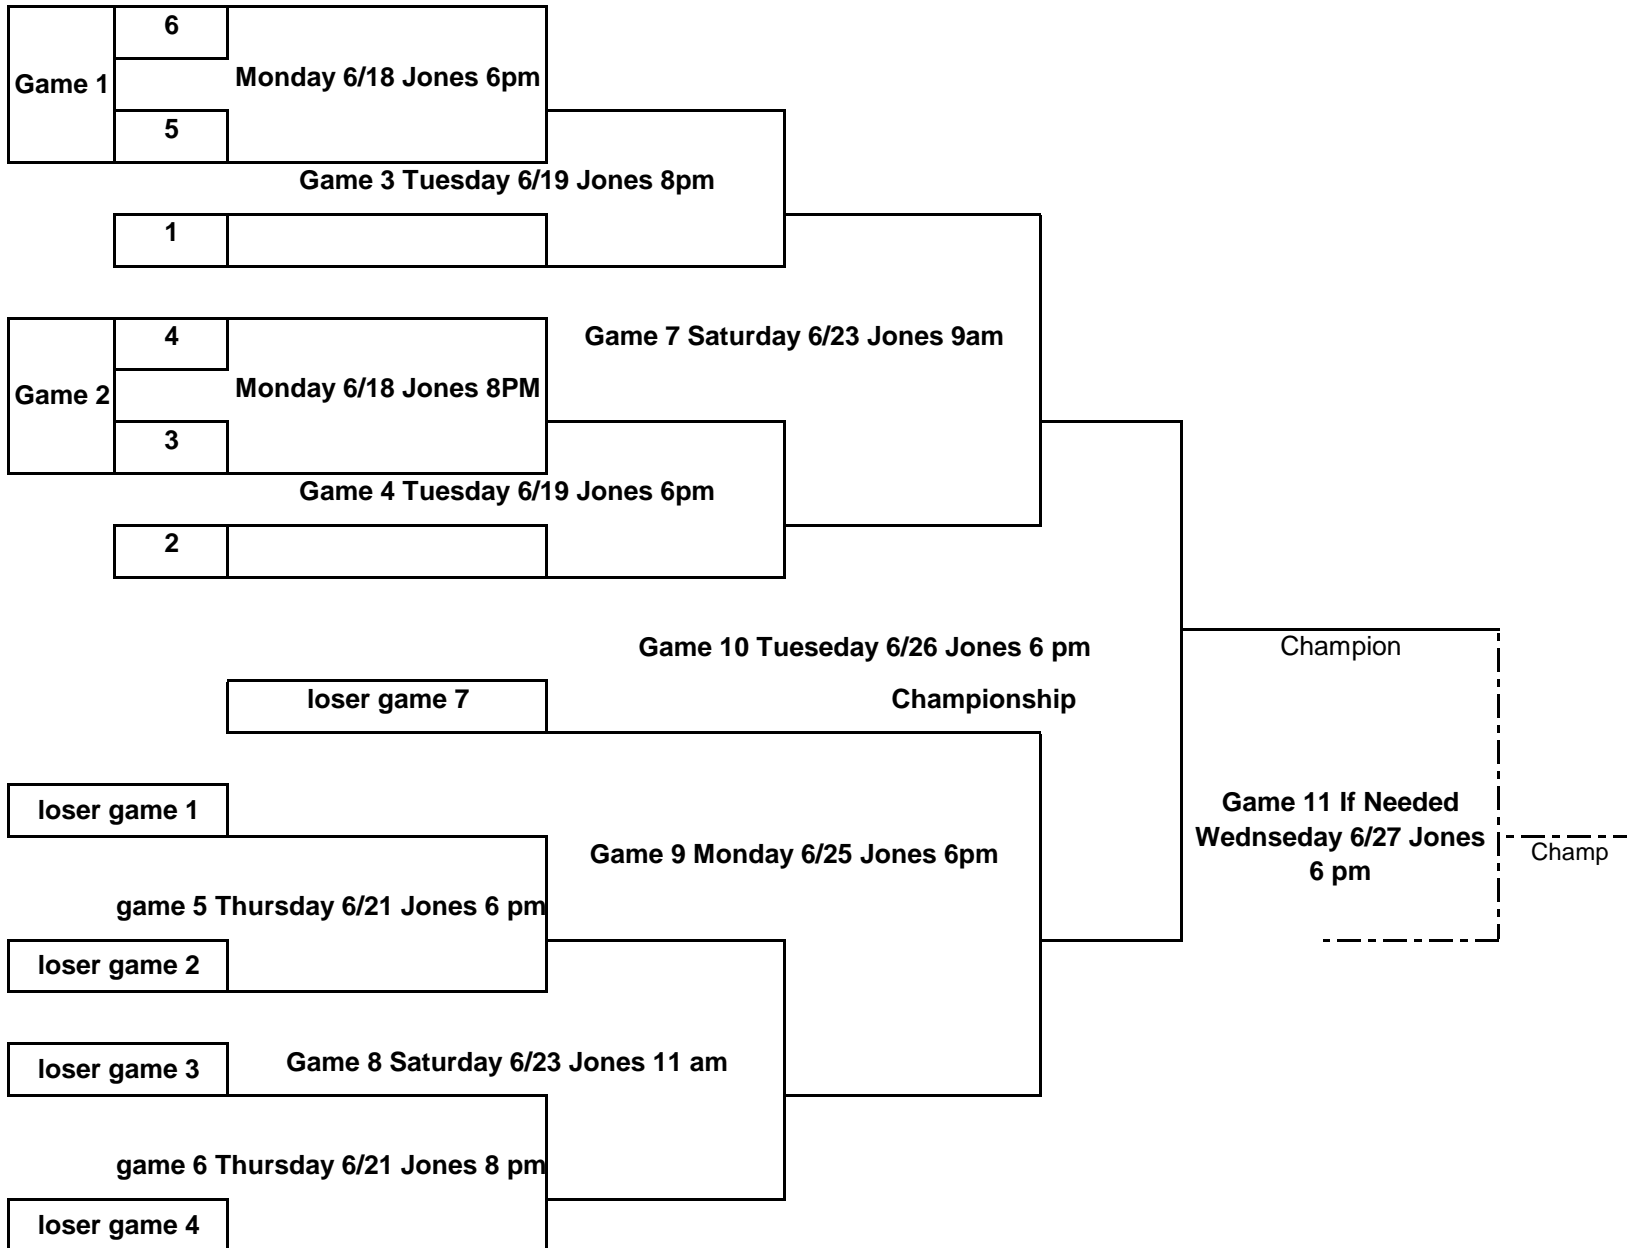 6
Game 1
Monday 6/18 Jones 6pm
5
Game 3 Tuesday 6/19 Jones 8pm
1
4
Game 7 Saturday 6/23 Jones 9am
Game 2
Monday 6/18 Jones 8PM
3
Game 4 Tuesday 6/19 Jones 6pm
2
Game 10 Tueseday 6/26 Jones 6 pm
Champion
loser game 7
Championship
loser game 1
Game 11 If Needed
Wednseday 6/27 Jones
6 pm
Champ
Game 9 Monday 6/25 Jones 6pm
game 5 Thursday 6/21 Jones 6 pm
loser game 2
loser game 3
Game 8 Saturday 6/23 Jones 11 am
game 6 Thursday 6/21 Jones 8 pm
loser game 4